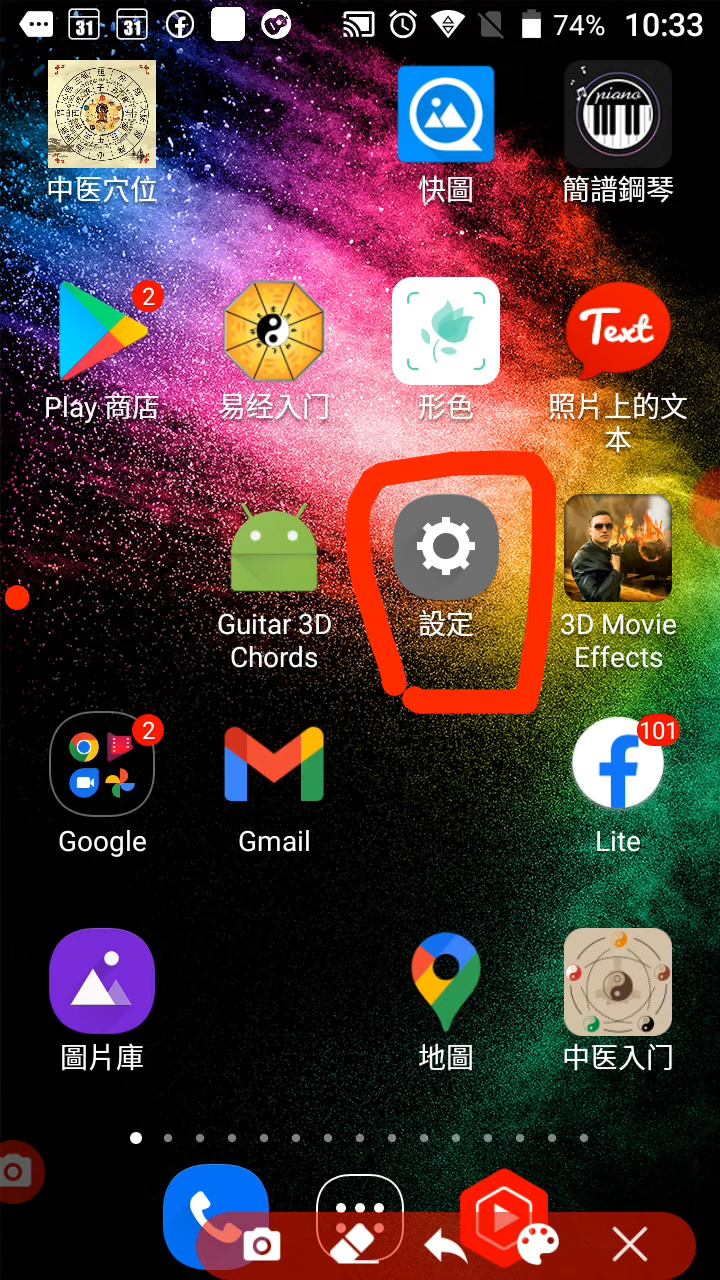 31
31
74%
10:33
中医穴位
快圖
piano
簡譜鋼琴
2
Text
Play 商店
易经入门
形色
照片上的文
本
Guitar 3D
Chords
設定
3D Movie
Effects
2
101
Google
Gmail
Lite
圖片庫
地圖
中医入门